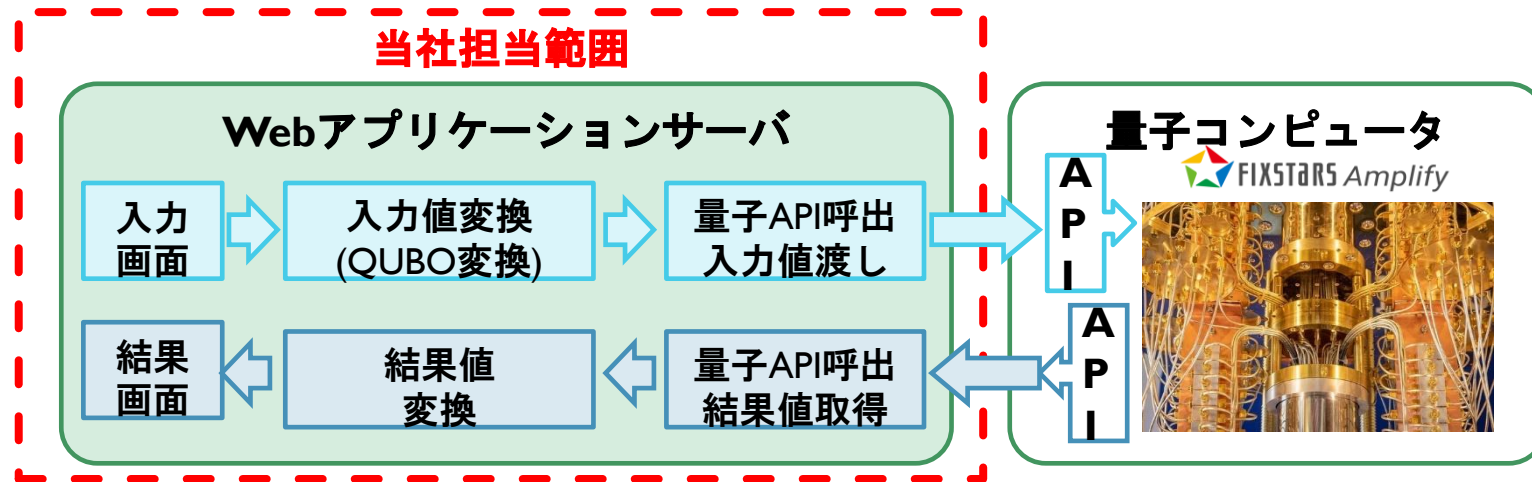 当社担当範囲
Webアプリケーションサーバ
入力
画面
入力値変換
(QUBO変換)
量子API呼出
入力値渡し
結果
画面
結果値
変換
量子API呼出
結果値取得
量子コンピュータ
FIXSTARS Amplify
A
P
I
A
P
I